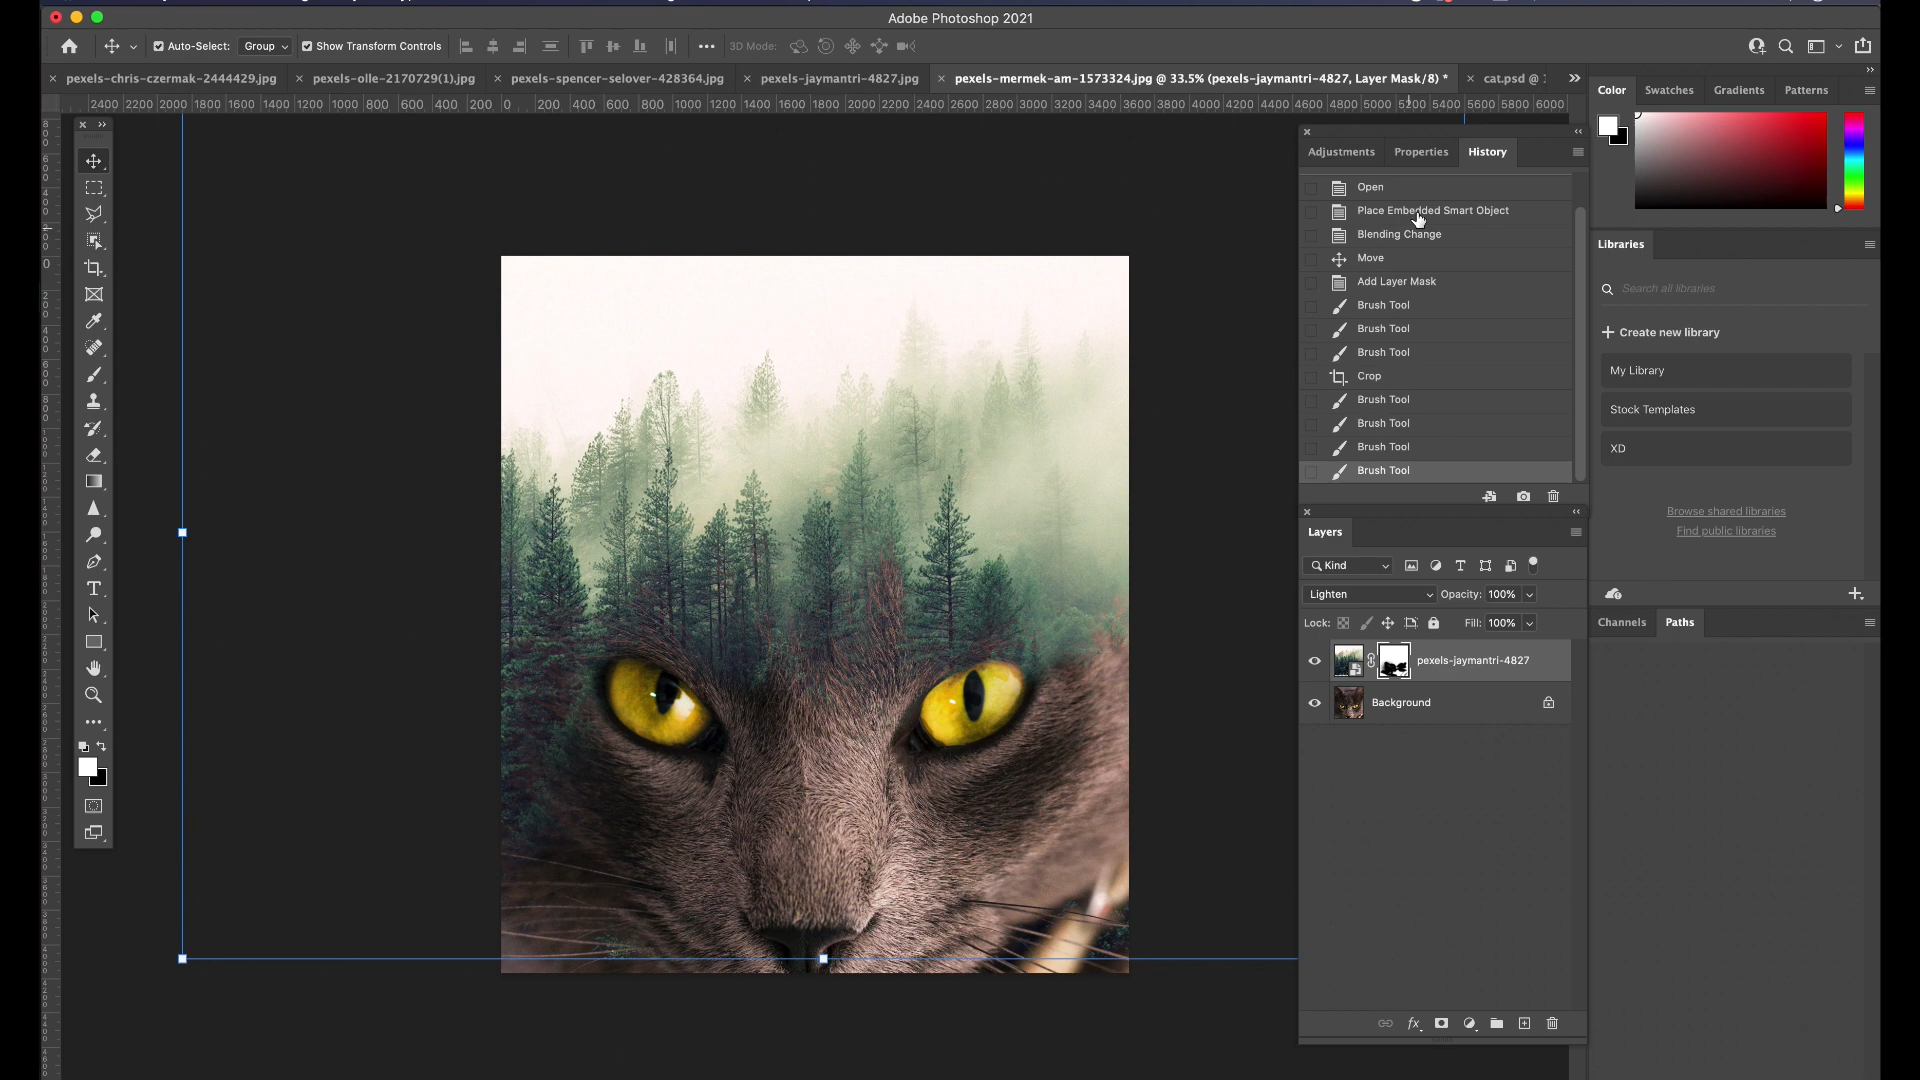 Adobe Photoshop 2021
Auto-Select: Group Show Transform Controls 3D Mode:
pexels-chris-czermak-2444429.jpg pexels-olle-2170729(1).jpg pexels-spencer-selover-428364.jpg pexels-jaymantri-4827.jpg pexels-mermek-am-1573324.jpg @ 33.5% (pexels-jaymantri-4827, Layer Mask/8) * cat.psd @
2400 2200 2000 1800 1600 1400 1200 1000 800 600 400 200 0 200 400 600 800 1000 1200 1400 1600 1800 2000 2200 2400 2600 2800 3000 3200 3400 3600 3800 4000 4200 4400 4600 4800 5000 5200 5400 5600 5800 6000
Adjustments Properties History
Open
Place Embedded Smart Object
Blending Change
Move
Add Layer Mask
Brush Tool
Brush Tool
Brush Tool
Crop
Brush Tool
Brush Tool
Brush Tool
Brush Tool
Layers
Kind
Lighten Opacity: 100%
Lock: Fill: 100%
pexels-jaymantri-4827
Background
fx
Color Swatches Gradients Patterns
Libraries
Search all libraries
+ Create new library
My Library
Stock Templates
XD
Browse shared libraries
Find public libraries
Channels Paths